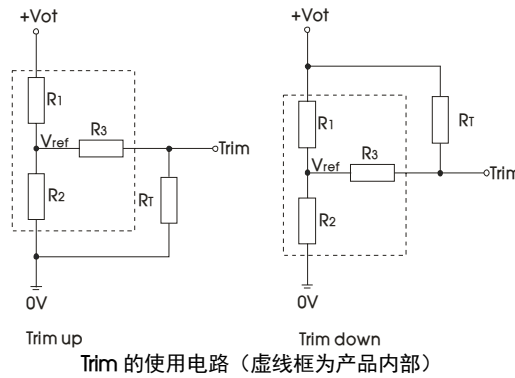 +Vot
R1
Vref
R3
Trim
R2
RT
0V
Trim up
+Vot
R1
RT
Vref
R3
Trim
R2
0V
Trim down
Trim 的使用电路（虚线框为产品内部）